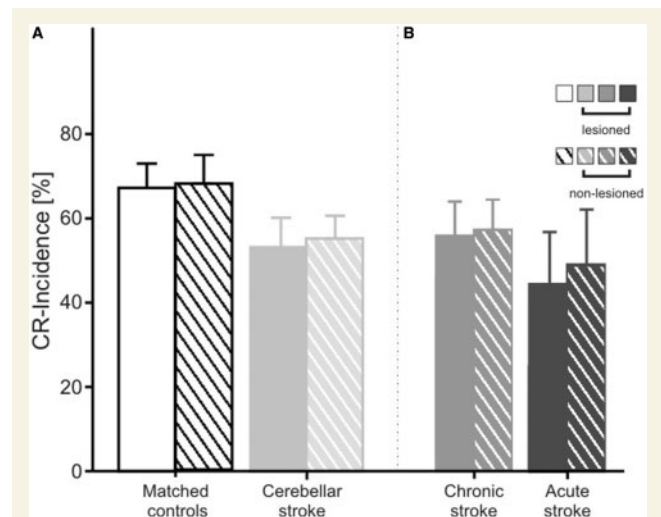 A
B
CR-Incidence [%]
80
60
40
20
0
lesioned
non-lesioned
Matched
controls
Cerebellar
stroke
Chronic
stroke
Acute
stroke